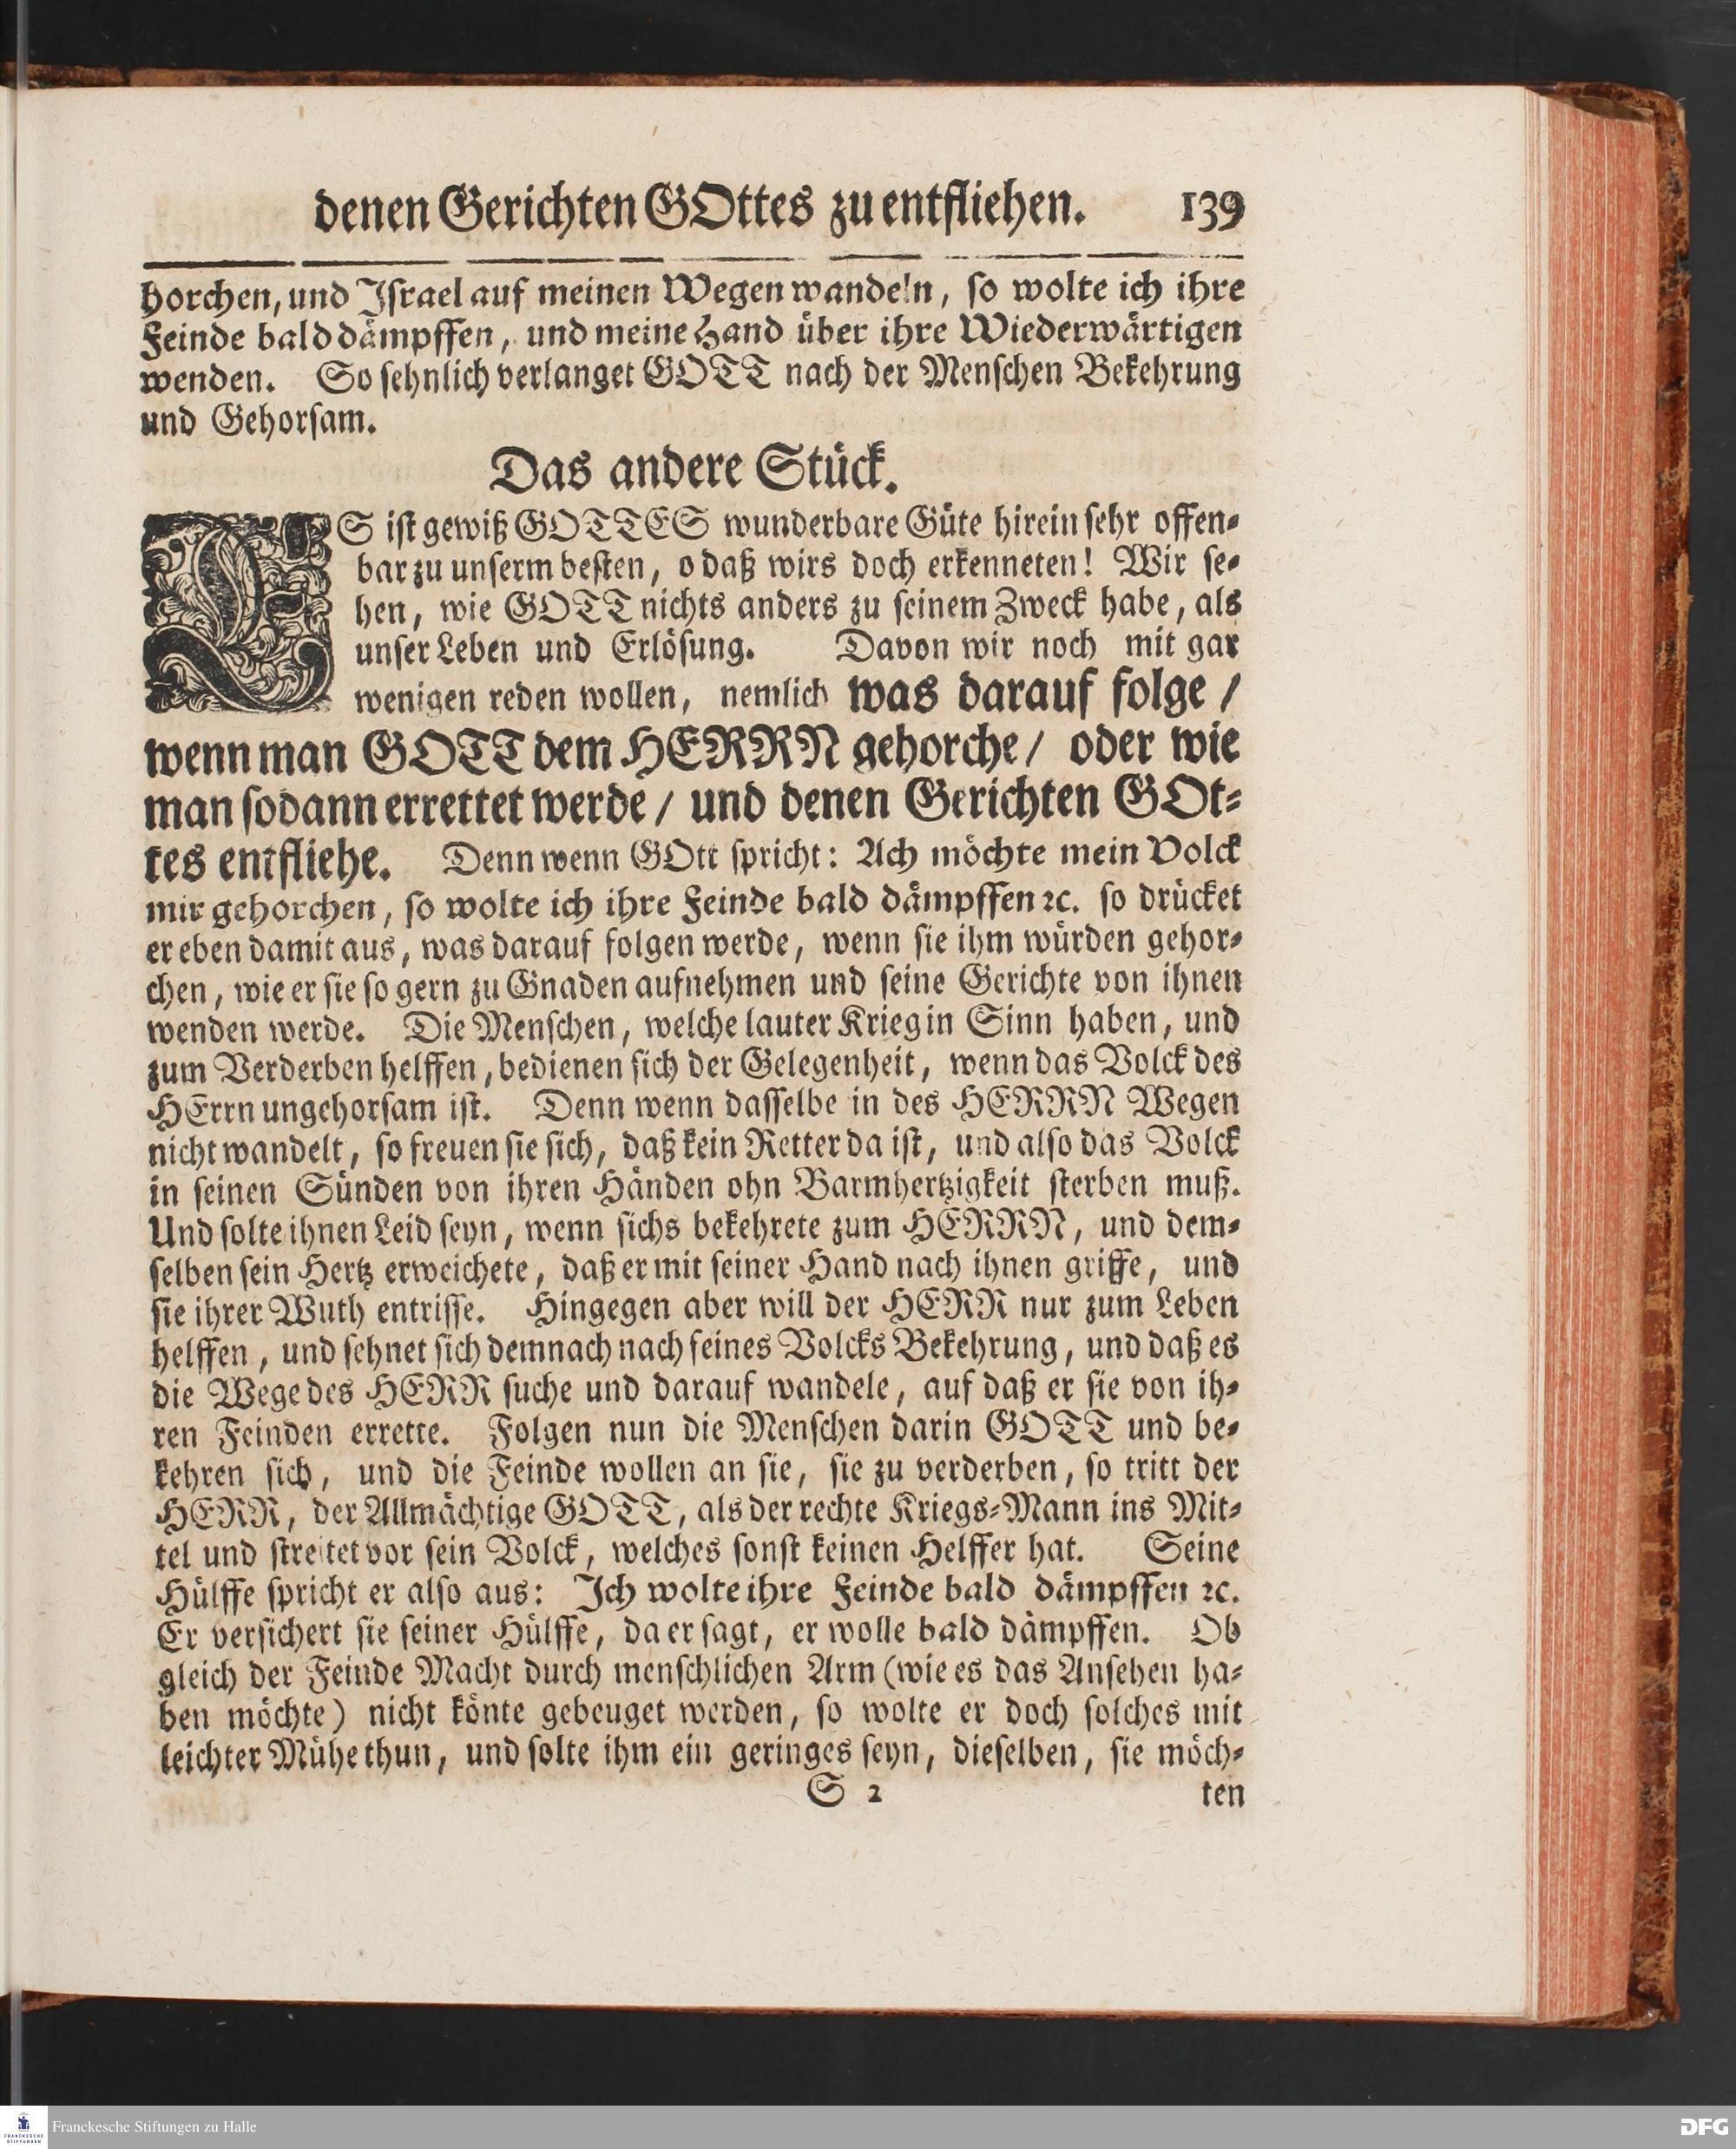 denen Gerichten GOttes zu entfliehen. 139
horchen, und Iſrael auf meinen Wegen wandeln, ſo wolte ich ihre
Feinde bald dämpffen, und meine Hand über ihre Wiederwärtigen
wenden. So ſehnlich verlanget GOTT nach der Menſchen Bekehrung
und Gehorſam.
Das andere Stück.
ES iſt gewiß GOTTES wunderbare Güte hirein ſehr offen-
bar zu unſerm beſten, o daß wirs doch erkenneten! Wir ſe-
hen, wie GOTT nichts anders zu ſeinem Zweck habe, als
unſer Leben und Erlöſung. Davon wir noch mit gar
wenigen reden wollen, nemlich was darauf folge /
wenn man GOTT dem HERRN gehorche / oder wie
man ſodann errettet werde / und denen Gerichten GOt-
tes entfliehe. Denn wenn GOtt ſpricht: Ach möchte mein Volck
mir gehorchen, ſo wolte ich ihre Feinde bald dämpffen ꝛc. ſo drücket
er eben damit aus, was darauf folgen werde, wenn ſie ihm würden gehor-
chen, wie er ſie ſo gern zu Gnaden aufnehmen und ſeine Gerichte von ihnen
wenden werde. Die Menſchen, welche lauter Krieg in Sinn haben, und
zum Verderben helffen, bedienen ſich der Gelegenheit, wenn das Volck des
HErrn ungehorſam iſt. Denn wenn daſſelbe in des HERRN Wegen
nicht wandelt, ſo freuen ſie ſich, daß kein Retter da iſt, und alſo das Volck
in ſeinen Sünden von ihren Händen ohn Barmhertzigkeit ſterben muß.
Und ſolte ihnen Leid ſeyn, wenn ſichs bekehrete zum HERRN, und dem-
ſelben ſein Hertz erweichete, daß er mit ſeiner Hand nach ihnen griffe, und
ſie ihrer Wuth entriſſe. Hingegen aber will der HERR nur zum Leben
helffen, und ſehnet ſich demnach nach ſeines Volcks Bekehrung, und daß es
die Wege des HERR ſuche und darauf wandele, auf daß er ſie von ih-
ren Feinden errette. Folgen nun die Menſchen darin GOTT und be-
kehren ſich, und die Feinde wollen an ſie, ſie zu verderben, ſo tritt der
HERR, der Allmächtige GOTT, als der rechte Kriegs-Mann ins Mit-
tel und ſtreitet vor ſein Volck, welches ſonſt keinen Helffer hat. Seine
Hülffe ſpricht er alſo aus: Ich wolte ihre Feinde bald dämpffen ꝛc.
Er verſichert ſie ſeiner Hülffe, da er ſagt, er wolle bald dämpffen. Ob
gleich der Feinde Macht durch menſchlichen Arm (wie es das Anſehen ha-
ben möchte) nicht könte gebeuget werden, ſo wolte er doch ſolches mit
leichter Mühe thun, und ſolte ihm ein geringes ſeyn, dieſelben, ſie möch-
S 2 ten
FRANCKESCHE STIFTUNGEN
Franckesche Stiftungen zu Halle
DFG